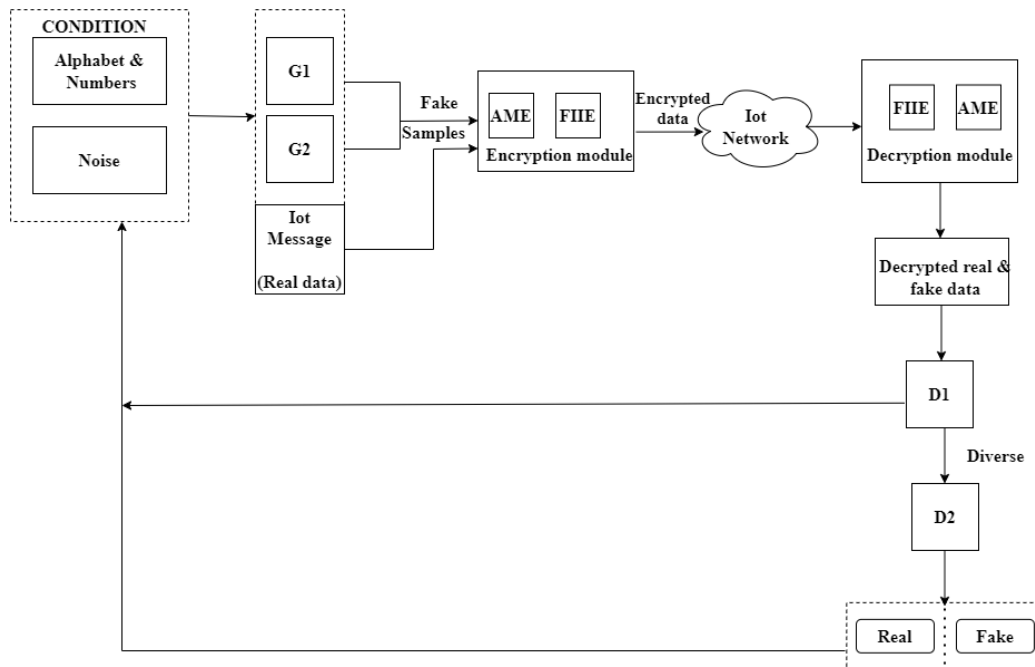 CONDITION
Alphabet &
Numbers
Noise
G1
G2
Iot
Message
(Real data)
Fake
Samples
AME
FIIE
Encryption module
Encrypted
data
Iot
Network
FIIE
AME
Decryption module
Decrypted real &
fake data
D1
Diverse
D2
Real
Fake